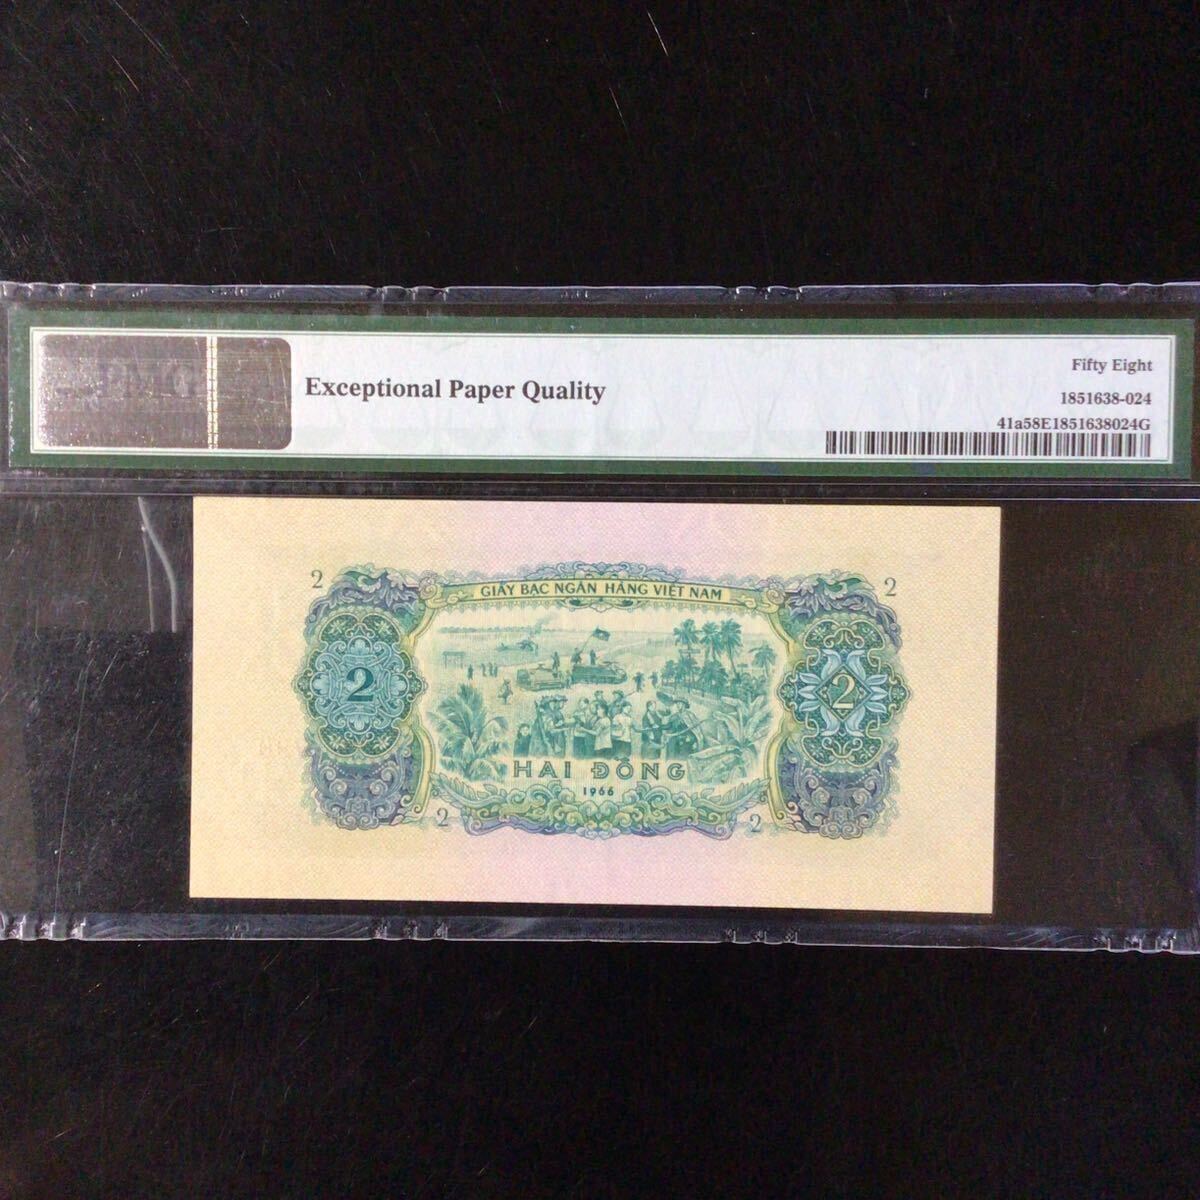 PMG
Exceptional Paper Quality
Fifty Eight
1851638-024
41a58E1851638024G
2 GIẤY BẠC NGÂN HÀNG VIỆT NAM 2
2 2
HAI ĐỒNG
1966
2 2